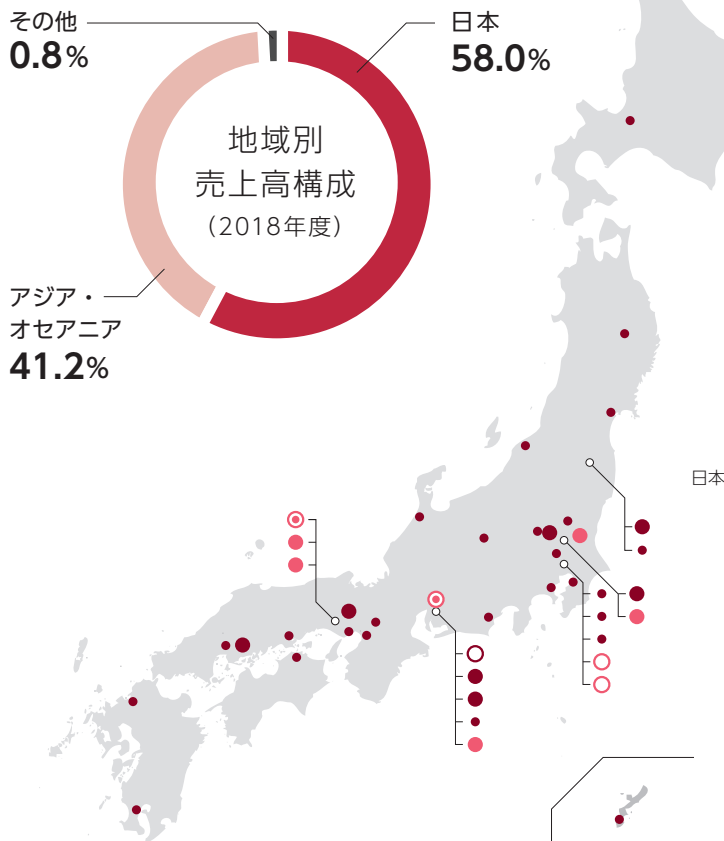 その他
0.8%
日本
58.0%
地域別
売上高構成
(2018年度)
アジア・
オセアニア
41.2%
日本